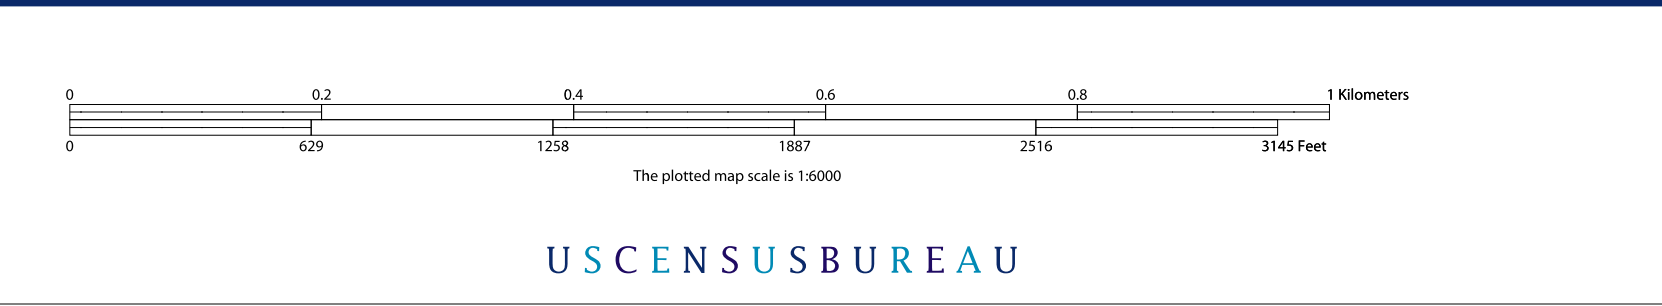 0 0.2 0.4 0.6 0.8 1 Kilometers
0 629 1258 1887 2516 3145 Feet
The plotted map scale is 1:6000
USCENSUSBUREAU